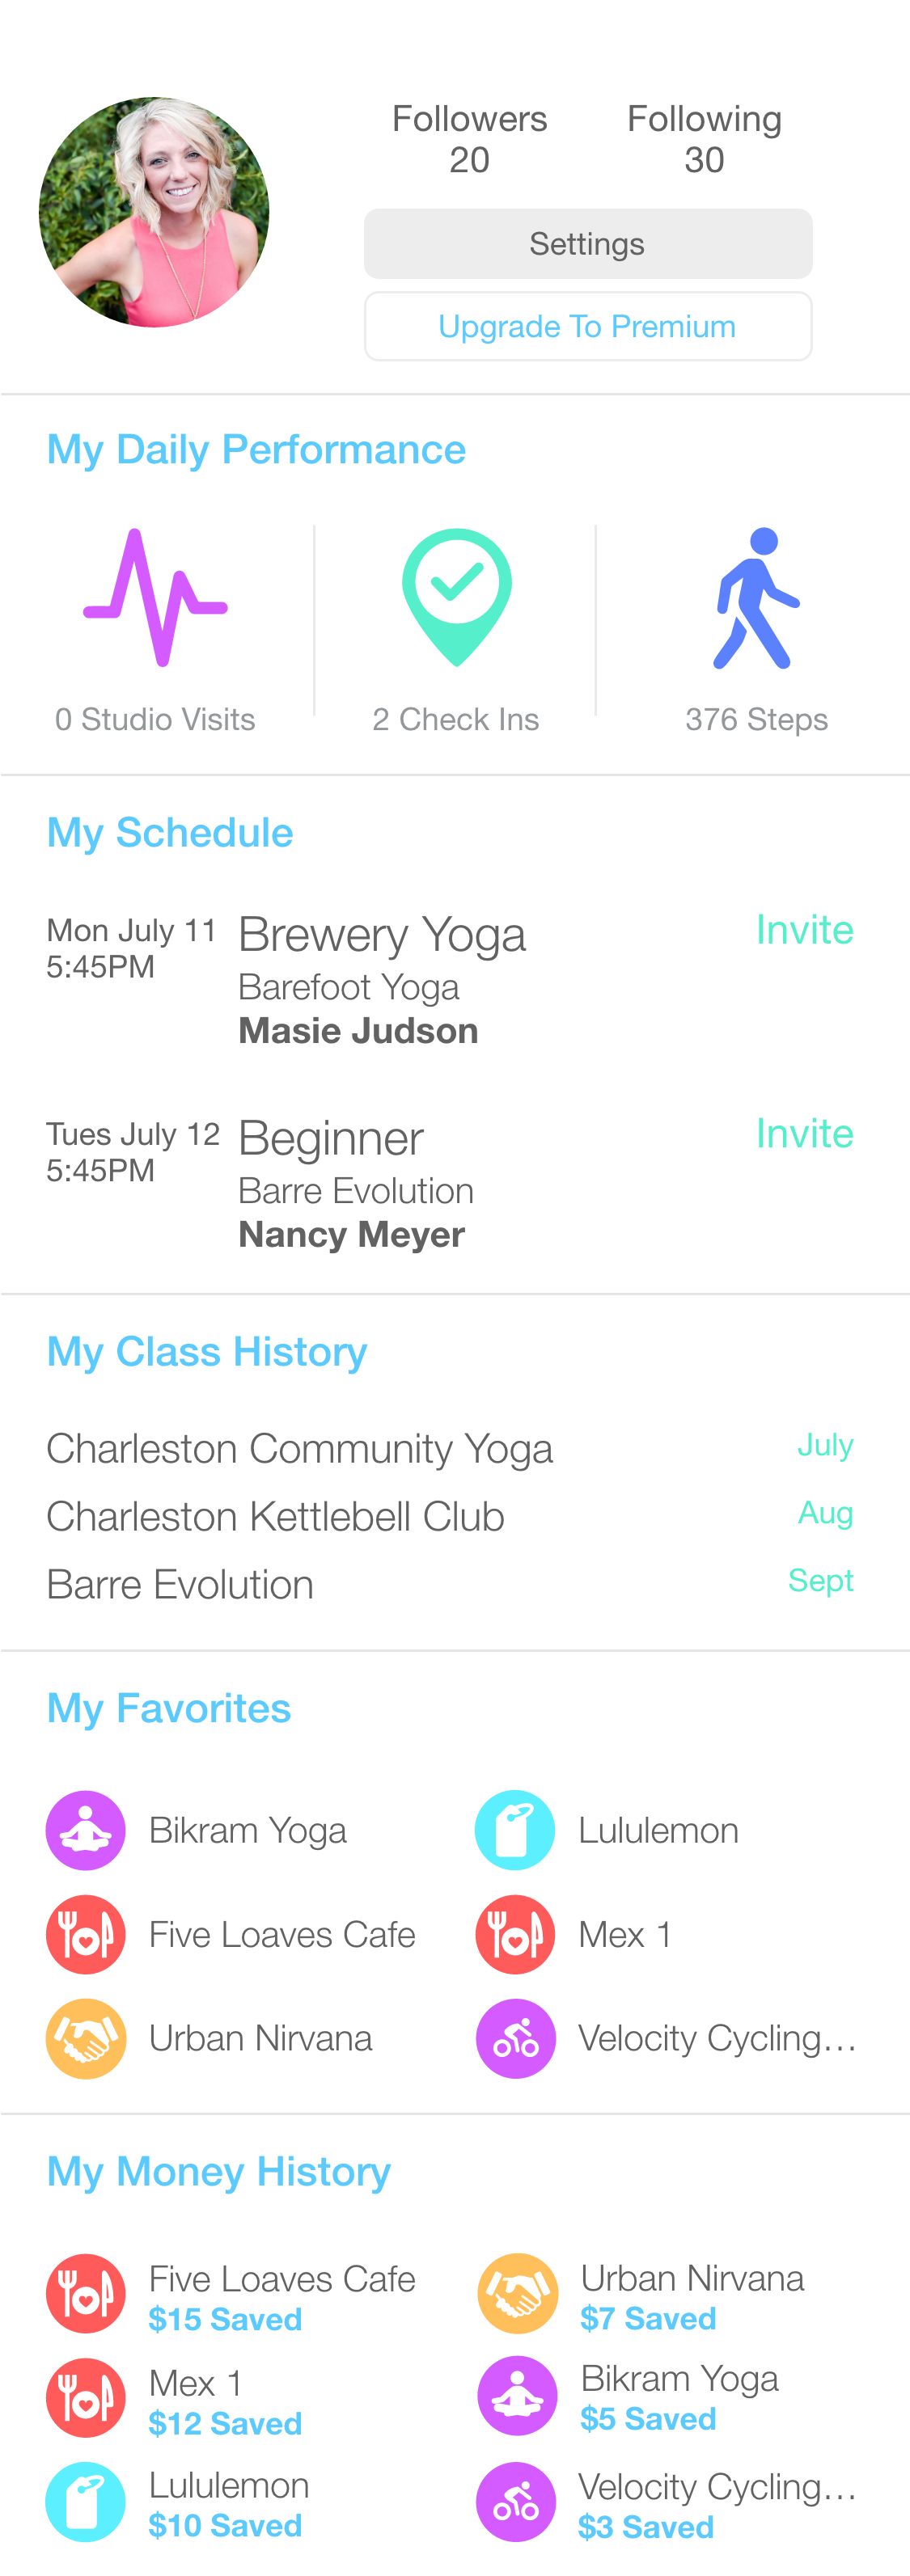 Followers
20
Following
30
Settings
Upgrade To Premium
My Daily Performance
0 Studio Visits
2 Check Ins
376 Steps
My Schedule
Mon July 11
5:45PM
Brewery Yoga
Barefoot Yoga
Masie Judson
Invite
Tues July 12
5:45PM
Beginner
Barre Evolution
Nancy Meyer
Invite
My Class History
Charleston Community Yoga
July
Charleston Kettlebell Club
Aug
Barre Evolution
Sept
My Favorites
Bikram Yoga
Lululemon
Five Loaves Cafe
Mex 1
Urban Nirvana
Velocity Cycling...
My Money History
Five Loaves Cafe
$15 Saved
Urban Nirvana
$7 Saved
Mex 1
$12 Saved
Bikram Yoga
$5 Saved
Lululemon
$10 Saved
Velocity Cycling...
$3 Saved